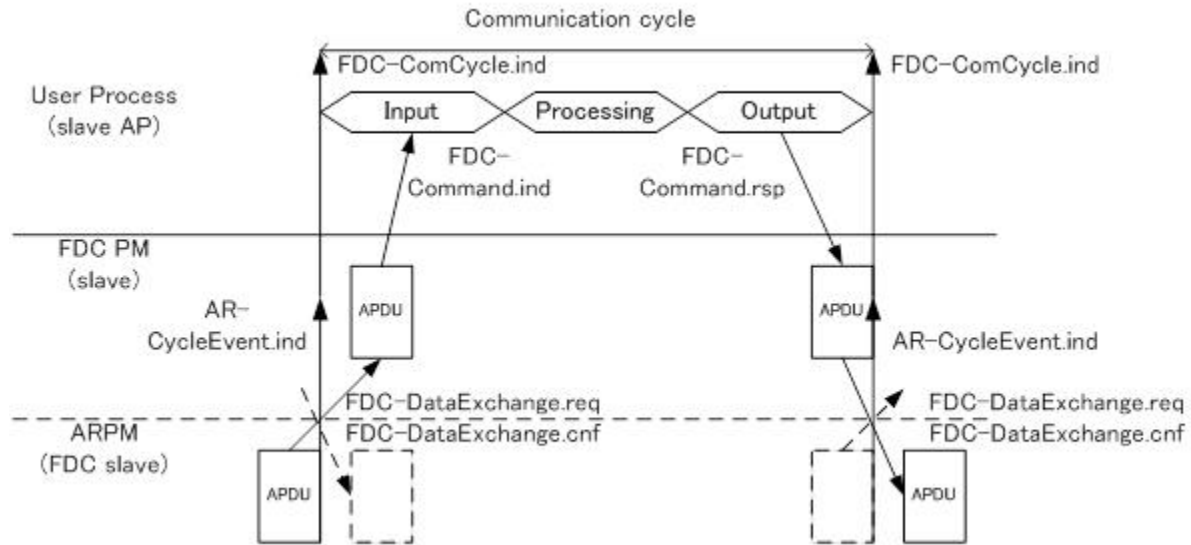 Communication cycle
FDC-ComCycle.ind
FDC-ComCycle.ind
User Process
(slave AP)
Input
Processing
Output
FDC-
Command.ind
FDC-
Command.rsp
FDC PM
(slave)
APDU
APDU
AR-
CycleEvent.ind
AR-CycleEvent.ind
FDC-DataExchange.req
FDC-DataExchange.req
ARPM
(FDC slave)
FDC-DataExchange.cnf
FDC-DataExchange.cnf
APDU
APDU